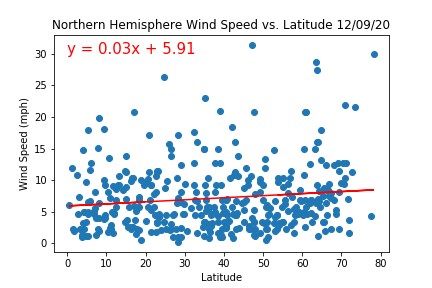 Northern Hemisphere Wind Speed vs. Latitude 12/09/20
y = 0.03x + 5.91
30
25
20
15
10
5
0
Wind Speed (mph)
0 10 20 30 40 50 60 70 80
Latitude